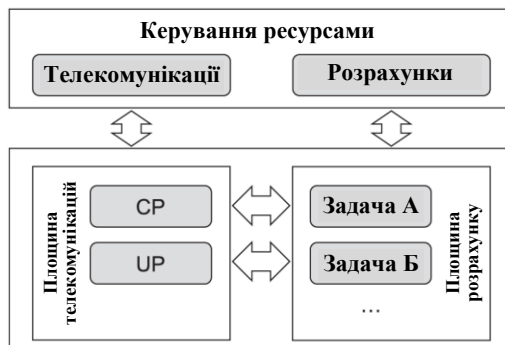 Керування ресурсами
Телекомунікації
Розрахунки
Площина
телекомунікацій
CP
UP
Задача А
Задача Б
...
Площина
розрахунку